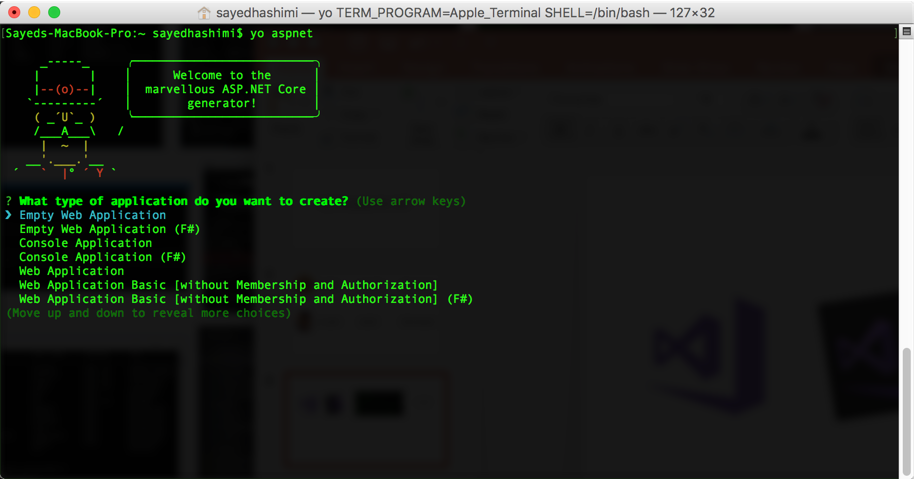 sayedhashimi — yo TERM_PROGRAM=Apple_Terminal SHELL=/bin/bash — 127×32
[Sayeds-MacBook-Pro:~ sayedhashimi$ yo aspnet ]
     _-----_
    |       |
    |--(o)--|
   `---------´
    ( _´U`_ )
    /___A___\   /
     |  ~  |
   __'.___.'__
 ´   `  |° ´ Y `
Welcome to the
marvellous ASP.NET Core
generator!
? What type of application do you want to create? (Use arrow keys)
❯ Empty Web Application
  Empty Web Application (F#)
  Console Application
  Console Application (F#)
  Web Application
  Web Application Basic [without Membership and Authorization]
  Web Application Basic [without Membership and Authorization] (F#)
(Move up and down to reveal more choices)